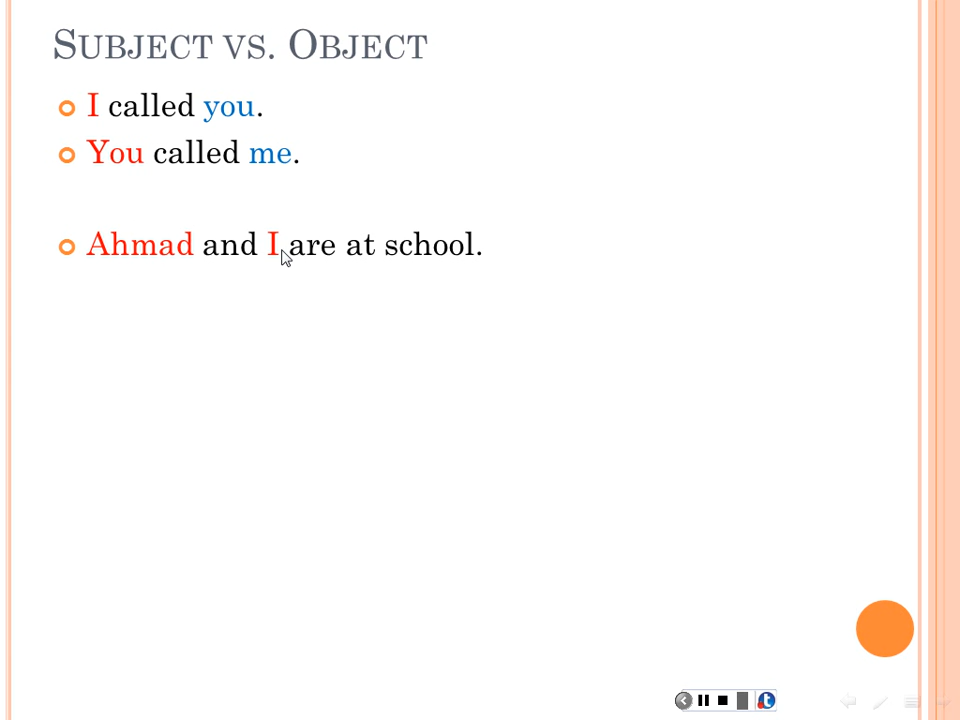 SUBJECT VS. OBJECT
I called you.
You called me.
Ahmad and I are at school.